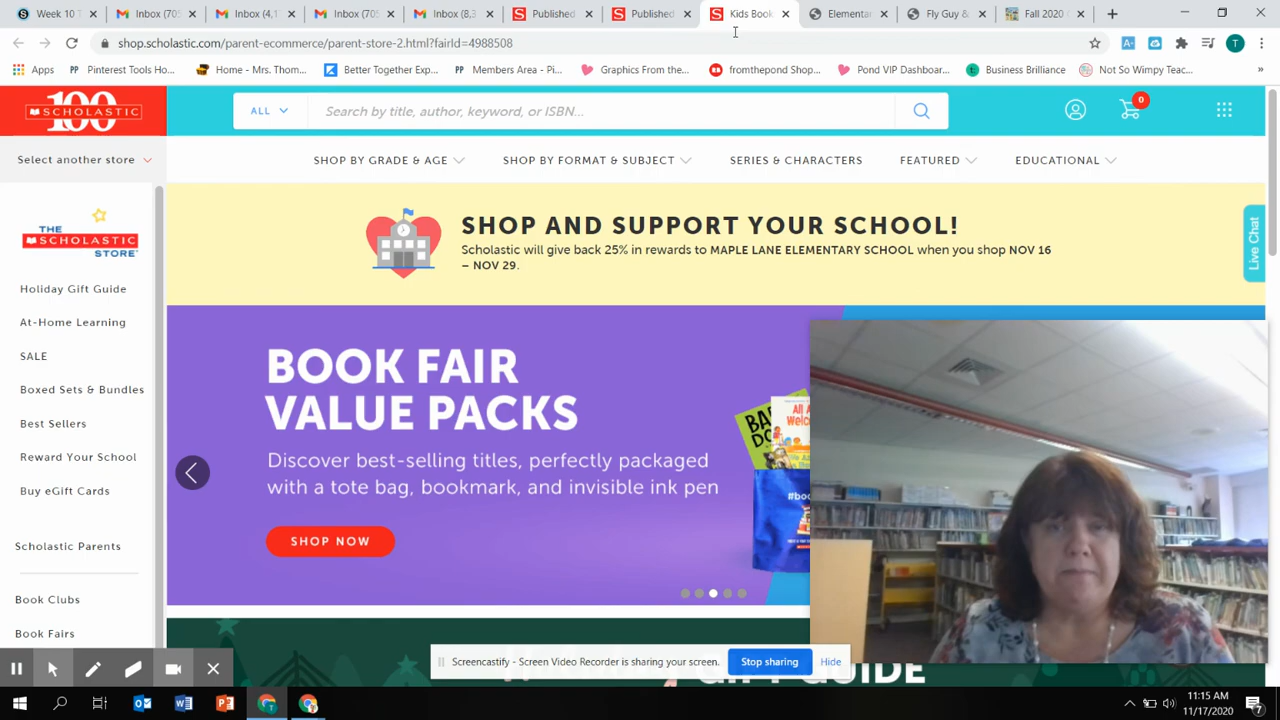 Week 10 T
Inbox (705
Inbox (4,1
Inbox (705
Inbox (8,3
Published
Published
Kids Book
Elementar
Fly Guy &
Fall 2020
shop.scholastic.com/parent-ecommerce/parent-store-2.html?fairId=4988508
T
Apps
Pinterest Tools Ho...
Home - Mrs. Thom...
Better Together Exp...
Members Area - Pi...
Graphics From the...
fromthepond Shop...
Pond VIP Dashboar...
Business Brilliance
Not So Wimpy Teac...
100
SCHOLASTIC
ALL
Search by title, author, keyword, or ISBN...
0
Select another store
SHOP BY GRADE & AGE
SHOP BY FORMAT & SUBJECT
SERIES & CHARACTERS
FEATURED
EDUCATIONAL
THE
SCHOLASTIC
STORE
Holiday Gift Guide
At-Home Learning
SALE
Boxed Sets & Bundles
Best Sellers
Reward Your School
Buy eGift Cards
Scholastic Parents
Book Clubs
Book Fairs
SHOP AND SUPPORT YOUR SCHOOL!
Scholastic will give back 25% in rewards to MAPLE LANE ELEMENTARY SCHOOL when you shop NOV 16
– NOV 29.
Live Chat
BOOK FAIR
VALUE PACKS
Discover best-selling titles, perfectly packaged
with a tote bag, bookmark, and invisible ink pen
SHOP NOW
Screencastify - Screen Video Recorder is sharing your screen.
Stop sharing
Hide
GUIDE
11:15 AM
11/17/2020
7